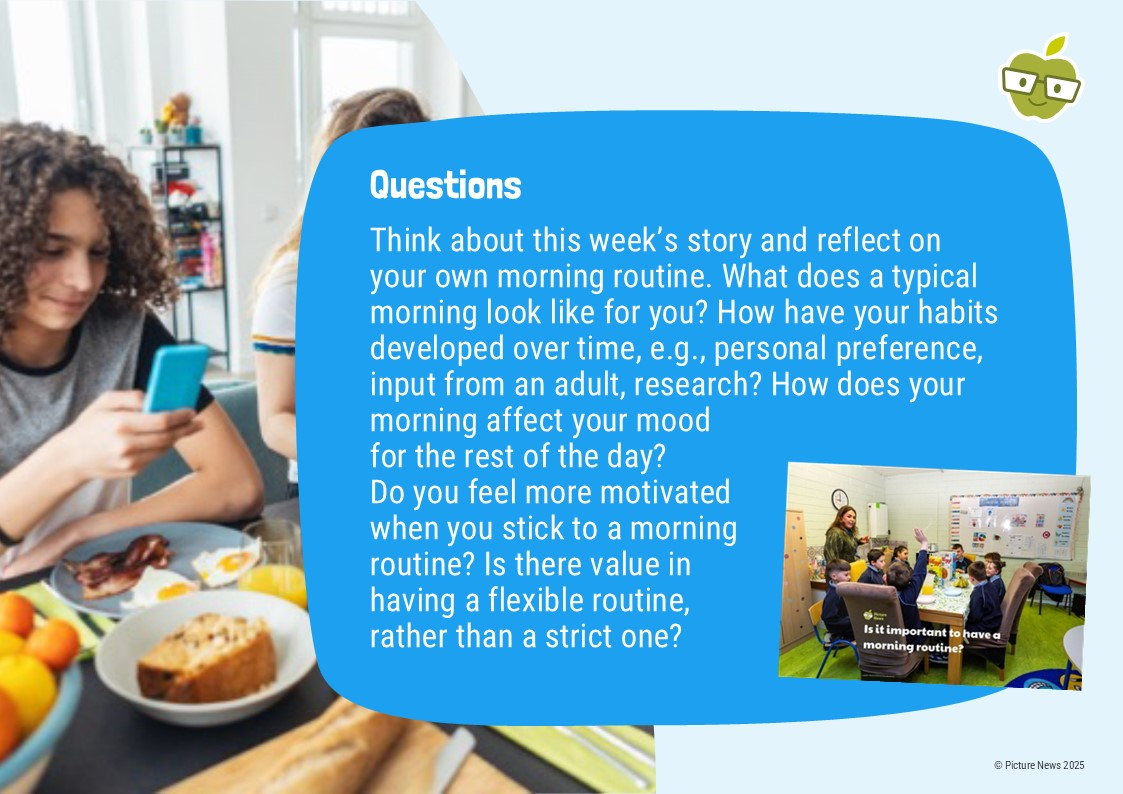 Questions
Think about this week’s story and reflect on
your own morning routine. What does a typical
morning look like for you? How have your habits
developed over time, e.g., personal preference,
input from an adult, research? How does your
morning affect your mood
for the rest of the day?
Do you feel more motivated
when you stick to a morning
routine? Is there value in
having a flexible routine,
rather than a strict one?
Is it important to have a
morning routine?
© Picture News 2025